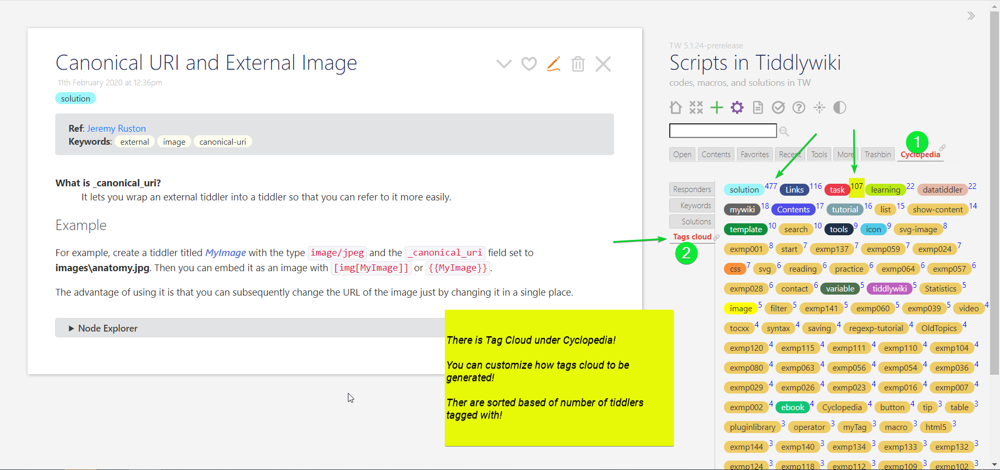 Canonical URI and External Image
11th February 2020 at 12:36pm
solution
Ref: Jeremy Ruston
Keywords: external image canonical-uri
What is _canonical_uri?
It lets you wrap an external tiddler into a tiddler so that you can refer to it more easily.
Example
For example, create a tiddler titled MyImage with the type image/jpeg and the _canonical_uri field set to
images\anatomy.jpg. Then you can embed it as an image with [img[MyImage]] or {{MyImage}}.
The advantage of using it is that you can subsequently change the URL of the image just by changing it in a single place.
▶ Node Explorer
There is Tag Cloud under Cyclopedia!
You can customize how tags cloud to be
generated!
Ther are sorted based of number of tiddlers
tagged with!
TW 5.1.24-prerelease
Scripts in Tiddlywiki
codes, macros, and solutions in TW
1
Open Contents Favorites Recent Tools More Trashbin Cyclopedia
Responders
Keywords
Solutions
Tags cloud
2
solution 477 Links 116 task 107 learning 22 datatiddler 22
mywiki 18 Contents 17 tutorial 16 list 15 show-content 14
template 10 search 10 tools 9 icon 9 svg-image 8
exmp001 8 start 7 exmp137 7 exmp059 7 exmp024 7
css 7 svg 6 reading 6 practice 6 exmp064 6 exmp057 6
exmp028 6 contact 6 variable 5 tiddlywiki 5 Statistics 5
image 5 filter 5 exmp141 5 exmp060 5 exmp039 5 video 4
tocxx 4 syntax 4 saving 4 regexp-tutorial 4 OldTopics 4
exmp120 4 exmp115 4 exmp111 4 exmp110 4 exmp104 4
exmp080 4 exmp063 4 exmp056 4 exmp054 4 exmp036 4
exmp029 4 exmp026 4 exmp023 4 exmp016 4 exmp007 4
exmp002 4 ebook 4 Cyclopedia 4 button 4 tip 3 table 3
pluginlibrary 3 operator 3 myTag 3 macro 3 html5 3
exmp144 3 exmp140 3 exmp134 3 exmp133 3 exmp132 3
exmp124 3 exmp118 3 exmp112 3 exmp109 3 exmp102 3